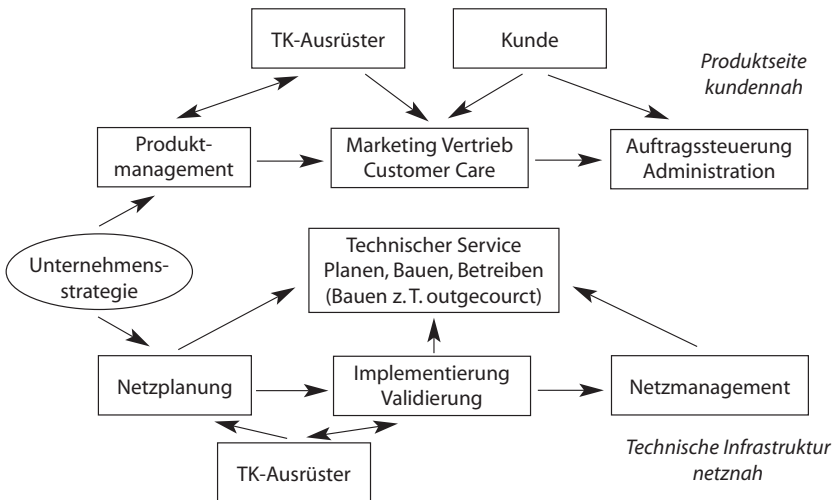 TK-Ausrüster
Kunde
Produktseite
kundennah
Produkt-
management
Marketing Vertrieb
Customer Care
Auftragssteuerung
Administration
Unternehmens-
strategie
Technischer Service
Planen, Bauen, Betreiben
(Bauen z. T. outgecourct)
Netzplanung
Implementierung
Validierung
Netzmanagement
TK-Ausrüster
Technische Infrastruktur
netznah